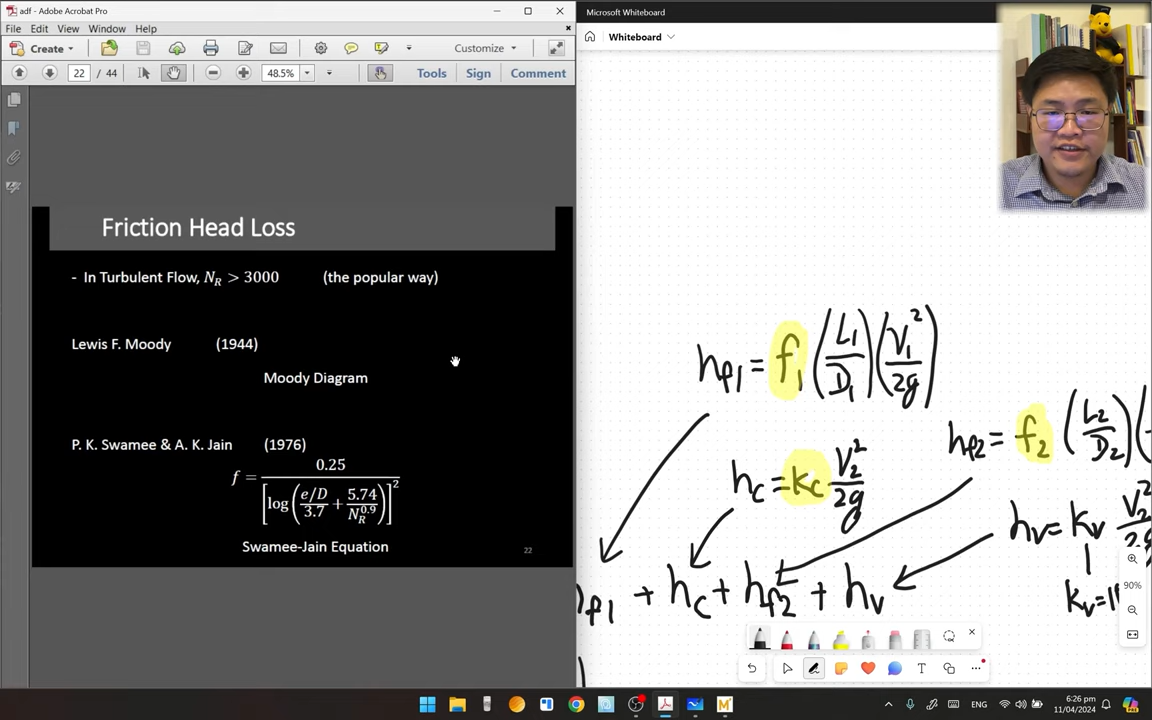 adf - Adobe Acrobat Pro
File Edit View Window Help
Create Customize
22 / 44 48.5% Tools Sign Comment
Friction Head Loss
- In Turbulent Flow, N_R > 3000 (the popular way)
Lewis F. Moody (1944)
Moody Diagram
P. K. Swamee & A. K. Jain (1976)
f = 0.25 / [log((e/D)/3.7 + 5.74/N_R^0.9)]^2
Swamee-Jain Equation
22
Microsoft Whiteboard
Whiteboard
h_f1 = f_1 (L_1/D_1) (V_1^2/2g)
h_f2 = f_2 (L_2/D_2)
h_c = k_c V_2^2/2g
h_v = k_v V_2^2/2g
h_f1 + h_c + h_f2 + h_v
90%
ENG
6:26 pm
11/04/2024